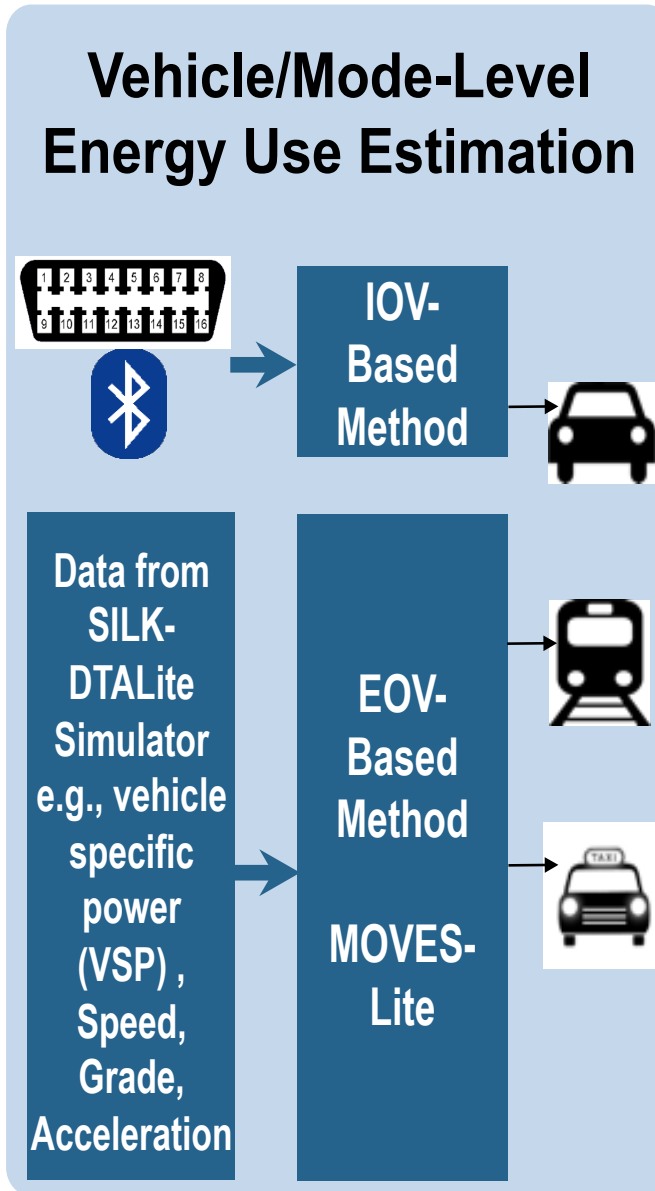 Vehicle/Mode-Level
Energy Use Estimation
1 2 3 4 5 6 7 8
9 10 11 12 13 14 15 16
IOV-
Based
Method
Data from
SILK-
DTALite
Simulator
e.g., vehicle
specific
power
(VSP) ,
Speed,
Grade,
Acceleration
EOV-
Based
Method
MOVES-
Lite
TAXI